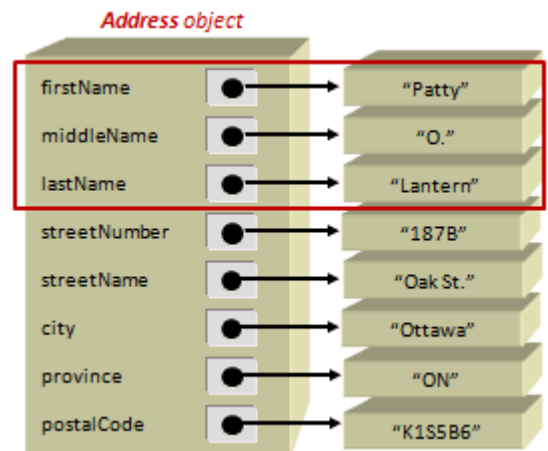 Address object
firstName "Patty"
middleName "O."
lastName "Lantern"
streetNumber "187B"
streetName "Oak St."
city "Ottawa"
province "ON"
postalCode "K1S5B6"